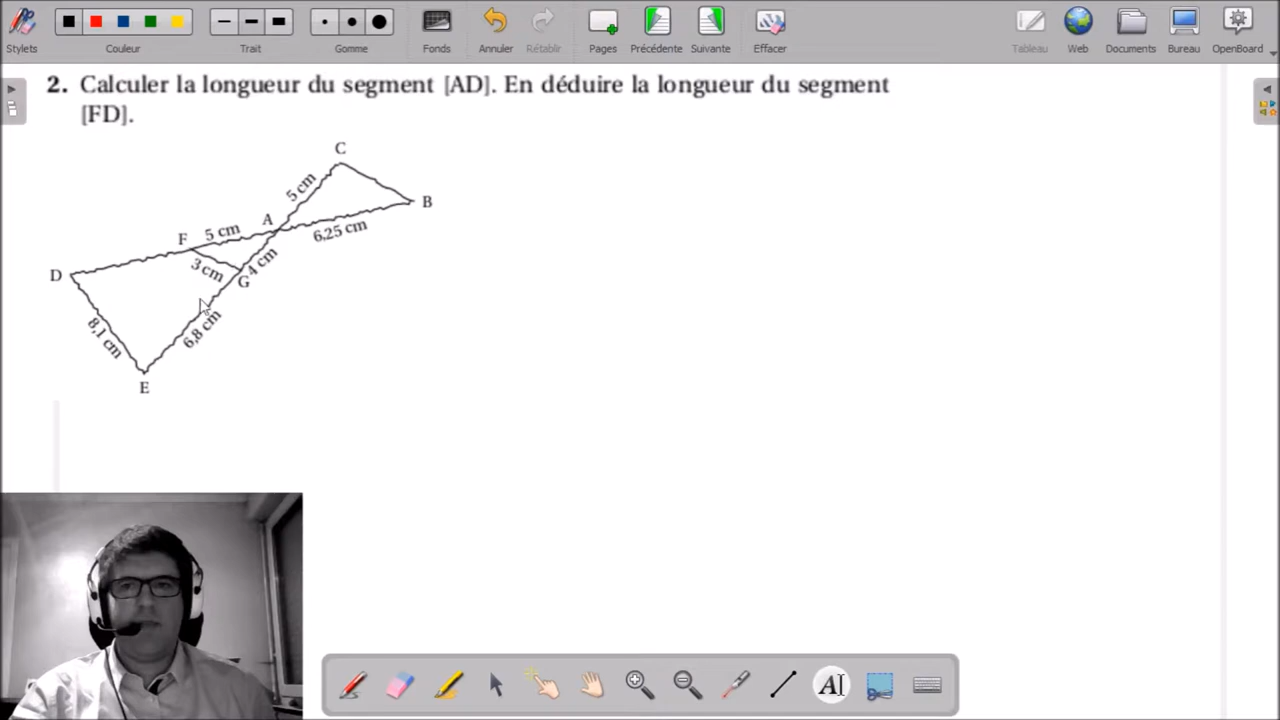 Stylets
Couleur
Trait
Gomme
Fonds
Annuler
Rétablir
Pages
Précédente
Suivante
Effacer
Tableau
Web
Documents
Bureau
OpenBoard
2. Calculer la longueur du segment [AD]. En déduire la longueur du segment
[FD].
C
5 cm
B
A
F
5 cm
6,25 cm
D
3 cm
4 cm
G
8,1 cm
6,8 cm
E
AI